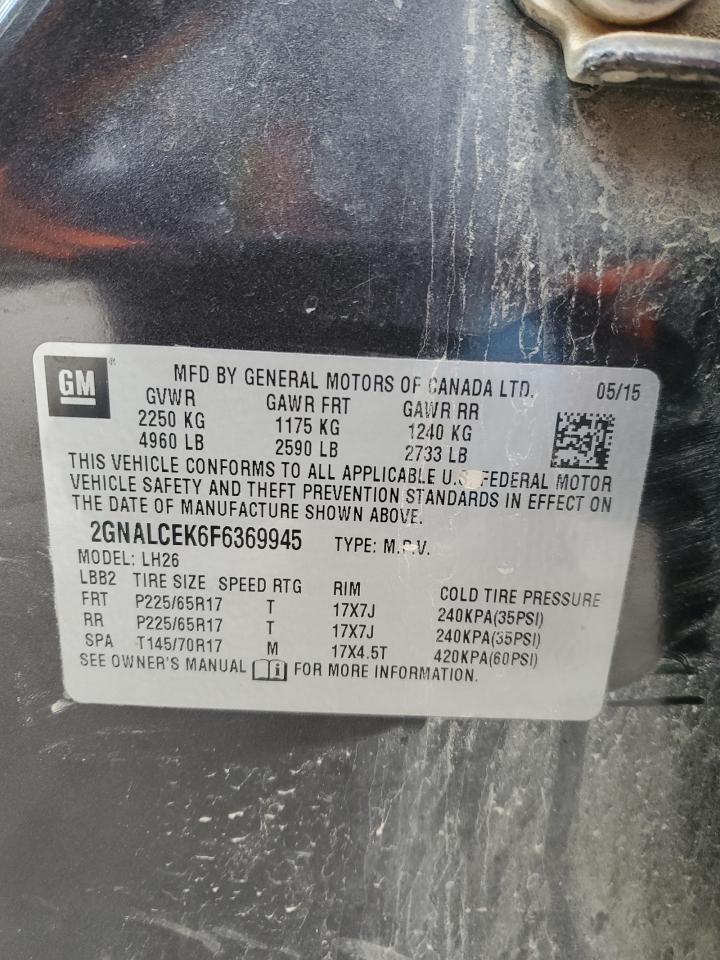 GM ®
MFD BY GENERAL MOTORS OF CANADA LTD. 05/15
GVWR GAWR FRT GAWR RR
2250 KG 1175 KG 1240 KG
4960 LB 2590 LB 2733 LB
THIS VEHICLE CONFORMS TO ALL APPLICABLE U.S. FEDERAL MOTOR
VEHICLE SAFETY AND THEFT PREVENTION STANDARDS IN EFFECT ON
THE DATE OF MANUFACTURE SHOWN ABOVE.
2GNALCEK6F6369945 TYPE: M.P.V.
MODEL: LH26
LBB2 TIRE SIZE SPEED RTG RIM COLD TIRE PRESSURE
FRT P225/65R17 T 17X7J 240KPA(35PSI)
RR P225/65R17 T 17X7J 240KPA(35PSI)
SPA T145/70R17 M 17X4.5T 420KPA(60PSI)
SEE OWNER'S MANUAL i FOR MORE INFORMATION.